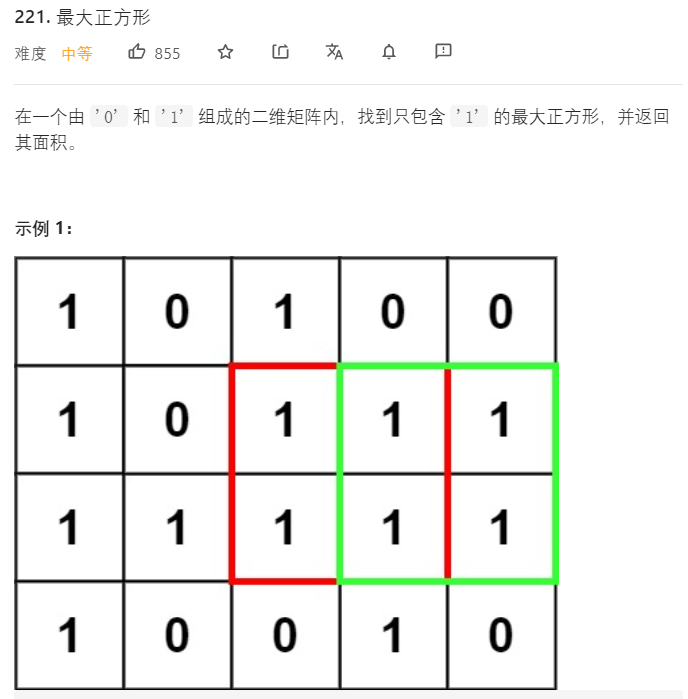 221. 最大正方形
难度 中等 855
在一个由 '0' 和 '1' 组成的二维矩阵内，找到只包含 '1' 的最大正方形，并返回
其面积。
示例 1：
1 0 1 0 0
1 0 1 1 1
1 1 1 1 1
1 0 0 1 0